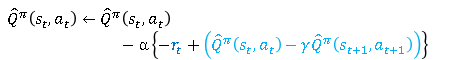 Q̂^π(s_t, a_t) ← Q̂^π(s_t, a_t)
− α{−r_t + (Q̂^π(s_t, a_t) − γQ̂^π(s_{t+1}, a_{t+1}))}